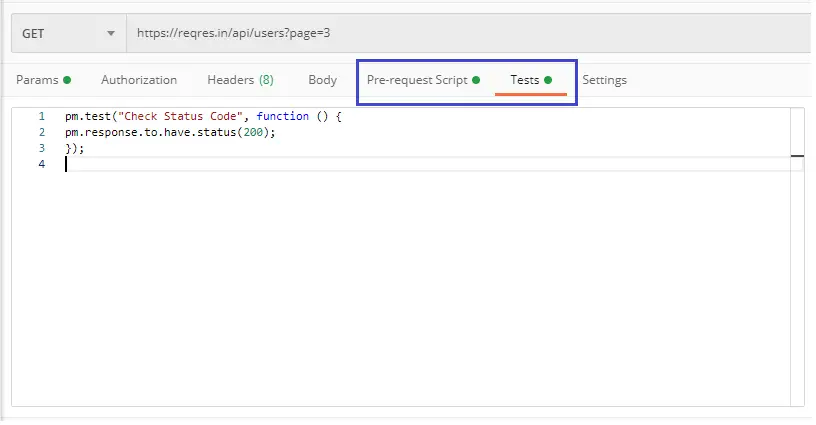 GET https://reqres.in/api/users?page=3
Params Authorization Headers (8) Body Pre-request Script Tests Settings
1 pm.test("Check Status Code", function () {
2 pm.response.to.have.status(200);
3 });
4